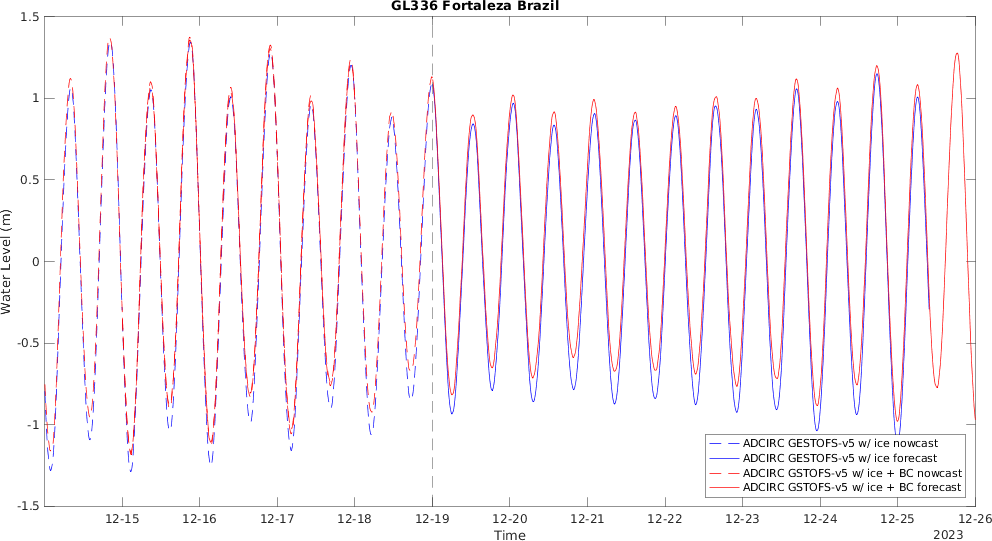 GL336 Fortaleza Brazil
1.5
1
0.5
0
-0.5
-1
-1.5
Water Level (m)
ADCIRC GESTOFS-v5 w/ ice nowcast
ADCIRC GESTOFS-v5 w/ ice forecast
ADCIRC GSTOFS-v5 w/ ice + BC nowcast
ADCIRC GSTOFS-v5 w/ ice + BC forecast
12-15 12-16 12-17 12-18 12-19 12-20 12-21 12-22 12-23 12-24 12-25 12-26
Time
2023